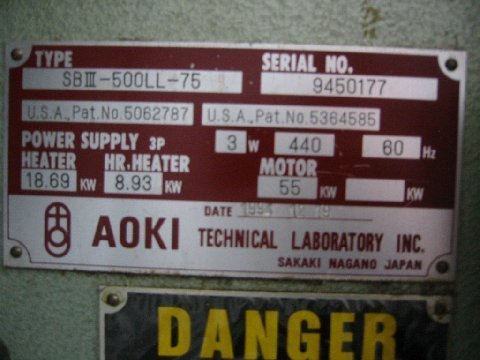 TYPE SERIAL NO.
SBⅢ-500LL-75 9450177
U.S.A., Pat. No. 5062787 U.S.A., Pat. No. 5364585
POWER SUPPLY 3P 3 W 440 60 Hz
HEATER HR.HEATER MOTOR
18.69 KW 8.93 KW 55 KW KW
DATE 1994 12 19
AOKI TECHNICAL LABORATORY INC.
SAKAKI NAGANO JAPAN
DANGER